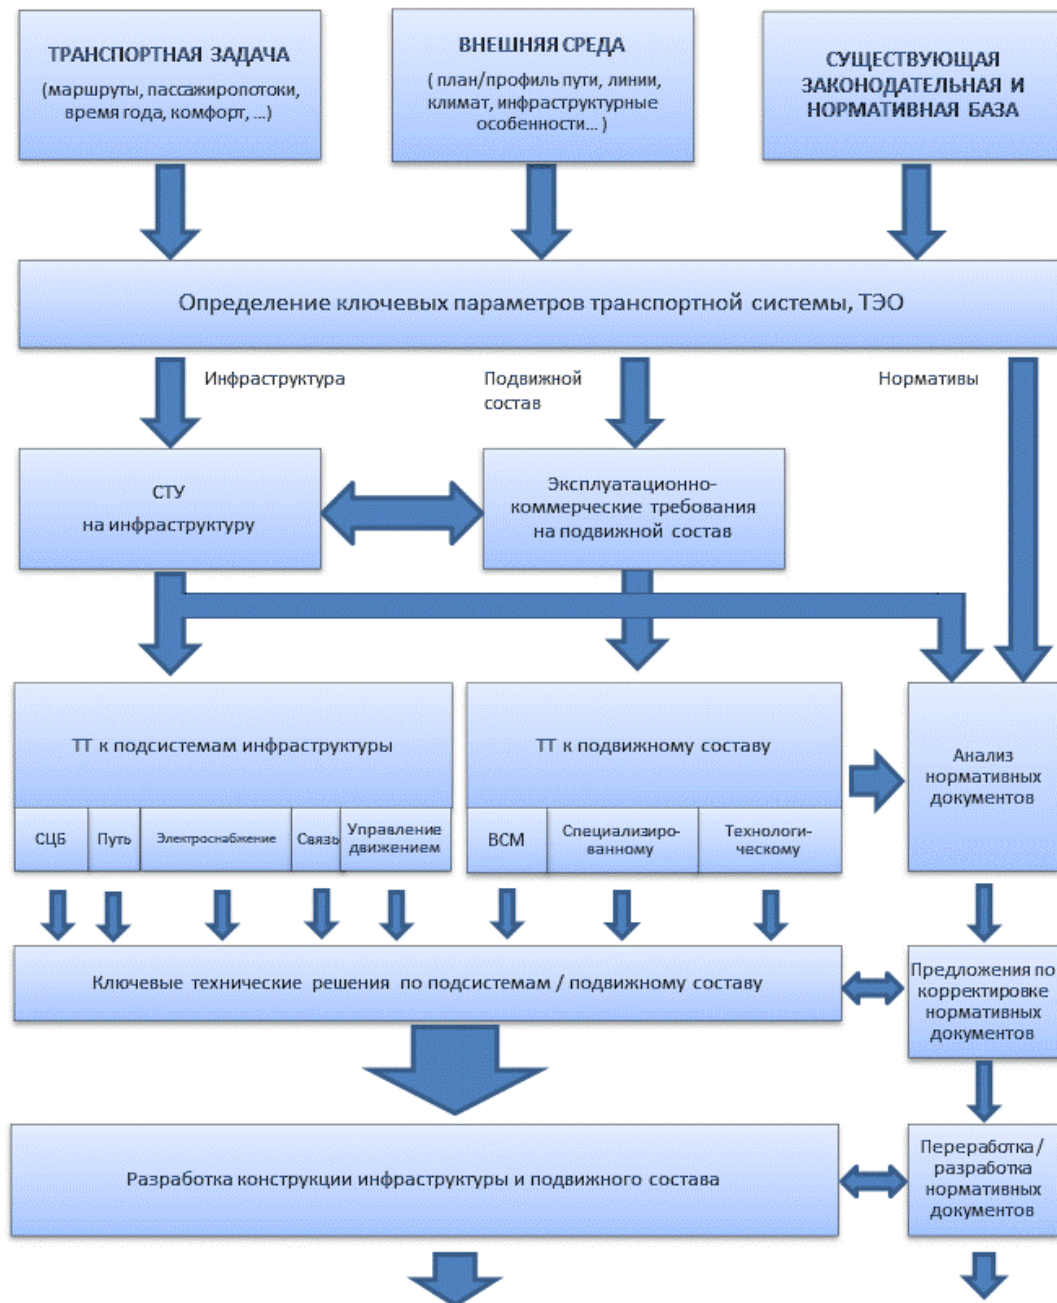 ТРАНСПОРТНАЯ ЗАДАЧА
(маршруты, пассажиропотоки,
время года, комфорт, ...)
ВНЕШНЯЯ СРЕДА
( план/профиль пути, линии,
климат, инфраструктурные
особенности... )
СУЩЕСТВУЮЩАЯ
ЗАКОНОДАТЕЛЬНАЯ И
НОРМАТИВНАЯ БАЗА
Определение ключевых параметров транспортной системы, ТЭО
Инфраструктура
Подвижной
состав
Нормативы
СТУ
на инфраструктуру
Эксплуатационно-
коммерческие требования
на подвижной состав
ТТ к подсистемам инфраструктуры
СЦБ
Путь
Электроснабжение
Связь
Управление
движением
ТТ к подвижному составу
ВСМ
Специализиро-
ванному
Технологи-
ческому
Анализ
нормативных
документов
Ключевые технические решения по подсистемам / подвижному составу
Предложения по
корректировке
нормативных
документов
Разработка конструкции инфраструктуры и подвижного состава
Переработка /
разработка
нормативных
документов